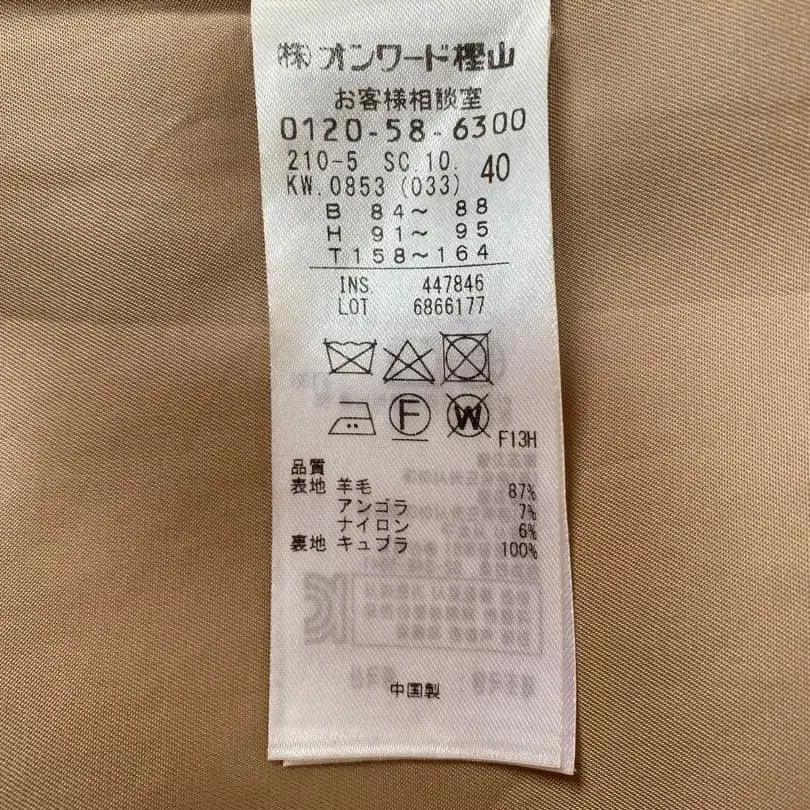 (株)オンワード樫山
お客様相談室
0120-58-6300
210-5 SC.10. 40
KW.0853 (033)
B 84～ 88
H 91～ 95
T158～164
INS. 447846
LOT 6866177
F W
F13H
品質
表地 羊毛 87%
アンゴラ 7%
ナイロン 6%
裏地 キュプラ 100%
中国製